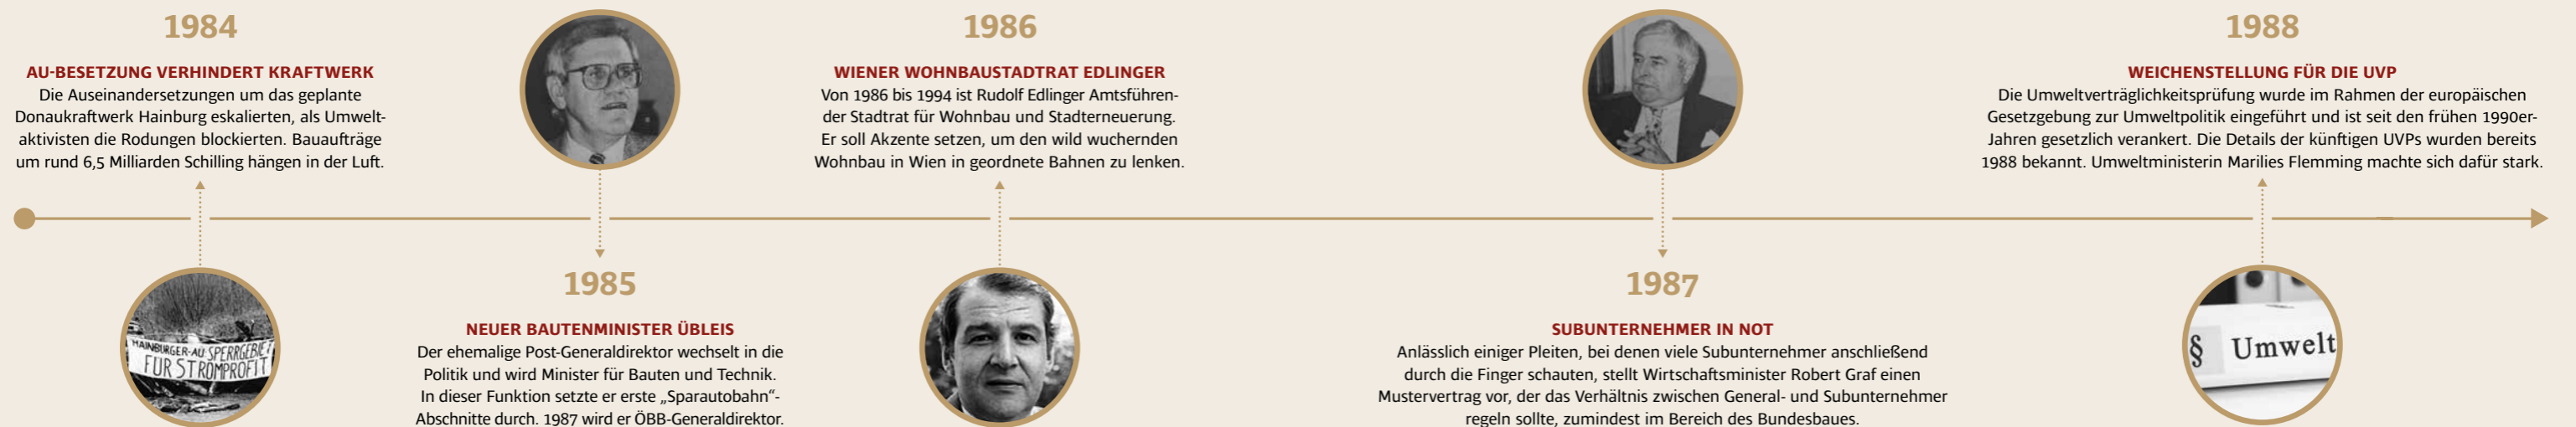 1984
AU-BESETZUNG VERHINDERT KRAFTWERK
Die Auseinandersetzungen um das geplante
Donaukraftwerk Hainburg eskalierten, als Umwelt-
aktivisten die Rodungen blockierten. Bauaufträge
um rund 6,5 Milliarden Schilling hängen in der Luft.
HAINBURGER-AU SPERRGEBIET
FÜR STROMPROFIT
1985
NEUER BAUTENMINISTER ÜBLEIS
Der ehemalige Post-Generaldirektor wechselt in die
Politik und wird Minister für Bauten und Technik.
In dieser Funktion setzte er erste „Sparautobahn“-
Abschnitte durch. 1987 wird er ÖBB-Generaldirektor.
1986
WIENER WOHNBAUSTADTRAT EDLINGER
Von 1986 bis 1994 ist Rudolf Edlinger Amtsführen-
der Stadtrat für Wohnbau und Stadterneuerung.
Er soll Akzente setzen, um den wild wuchernden
Wohnbau in Wien in geordnete Bahnen zu lenken.
1987
SUBUNTERNEHMER IN NOT
Anlässlich einiger Pleiten, bei denen viele Subunternehmer anschließend
durch die Finger schauten, stellt Wirtschaftsminister Robert Graf einen
Mustervertrag vor, der das Verhältnis zwischen General- und Subunternehmer
regeln sollte, zumindest im Bereich des Bundesbaues.
1988
WEICHENSTELLUNG FÜR DIE UVP
Die Umweltverträglichkeitsprüfung wurde im Rahmen der europäischen
Gesetzgebung zur Umweltpolitik eingeführt und ist seit den frühen 1990er-
Jahren gesetzlich verankert. Die Details der künftigen UVPs wurden bereits
1988 bekannt. Umweltministerin Marilies Flemming machte sich dafür stark.
§ Umwelt